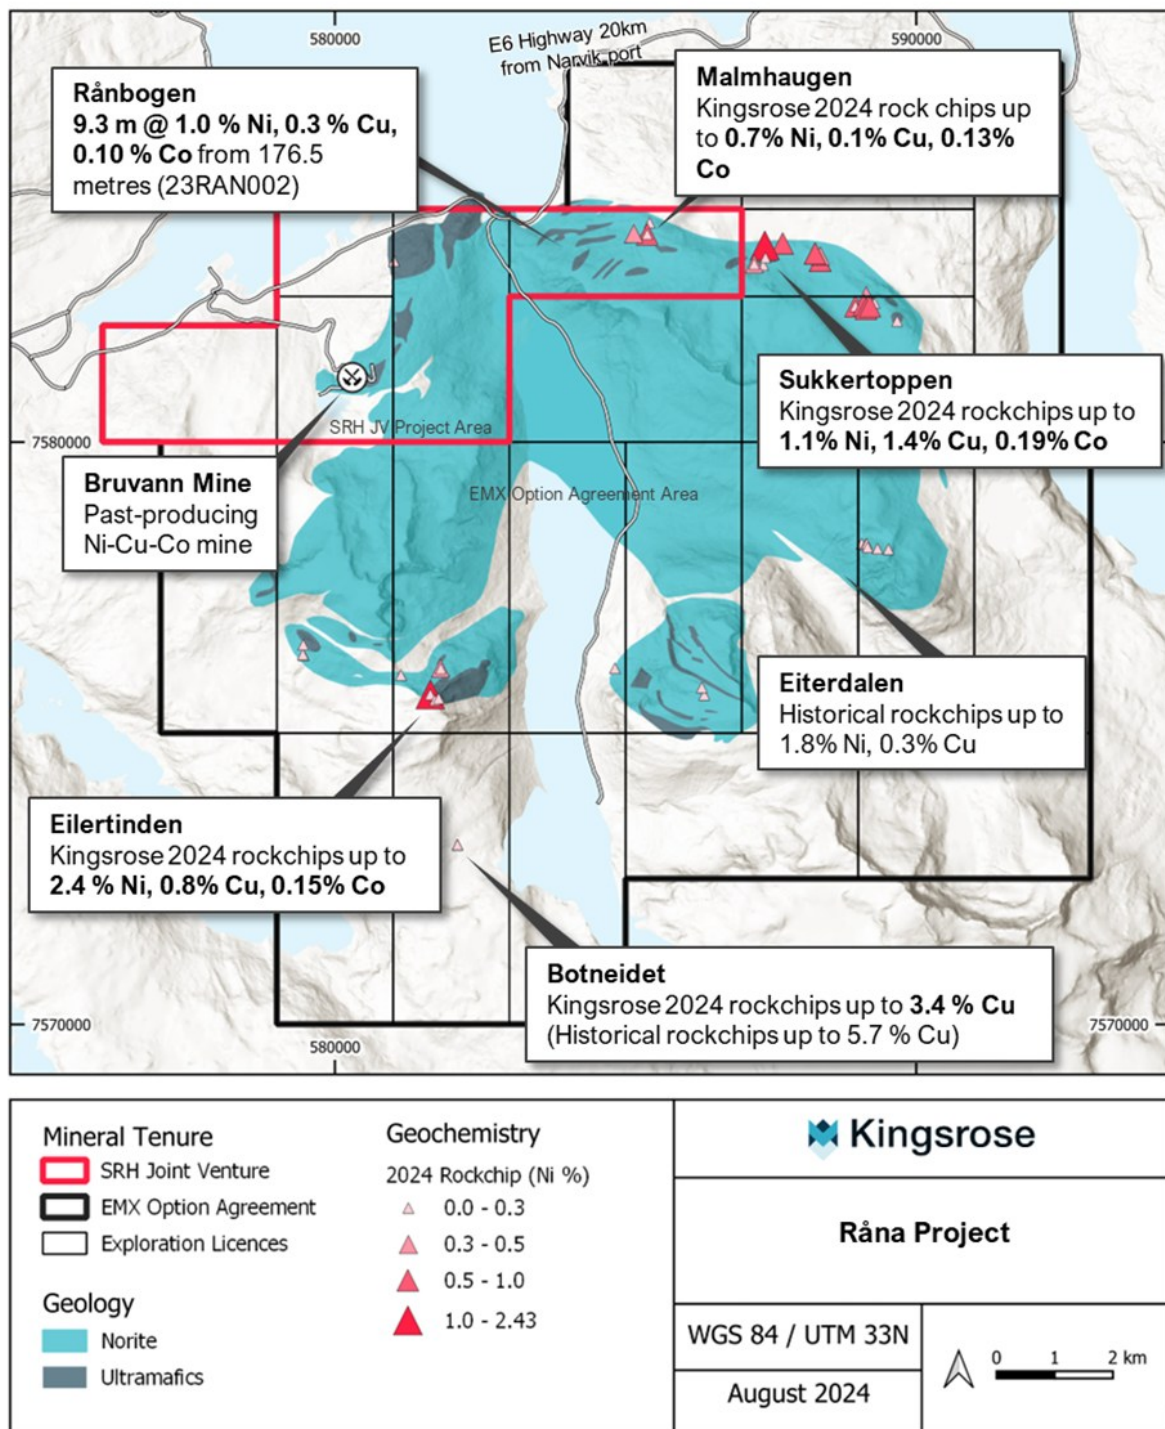 580000
E6 Highway 20km
from Narvik port
590000
Rånbogen
9.3 m @ 1.0 % Ni, 0.3 % Cu,
0.10 % Co from 176.5
metres (23RAN002)
Malmhaugen
Kingsrose 2024 rock chips up
to 0.7% Ni, 0.1% Cu, 0.13%
Co
Sukkertoppen
Kingsrose 2024 rockchips up to
1.1% Ni, 1.4% Cu, 0.19% Co
SRH JV Project Area
7580000
Bruvann Mine
Past-producing
Ni-Cu-Co mine
EMX Option Agreement Area
Eiterdalen
Historical rockchips up to
1.8% Ni, 0.3% Cu
Eilertinden
Kingsrose 2024 rockchips up to
2.4 % Ni, 0.8% Cu, 0.15% Co
Botneidet
Kingsrose 2024 rockchips up to 3.4 % Cu
(Historical rockchips up to 5.7 % Cu)
7570000
7570000
580000
Mineral Tenure
SRH Joint Venture
EMX Option Agreement
Exploration Licences
Geology
Norite
Ultramafics
Geochemistry
2024 Rockchip (Ni %)
0.0 - 0.3
0.3 - 0.5
0.5 - 1.0
1.0 - 2.43
Kingsrose
Råna Project
WGS 84 / UTM 33N
August 2024
0 1 2 km